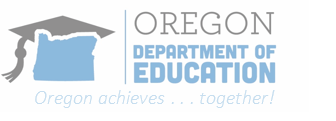 OREGON
DEPARTMENT OF
EDUCATION
Oregon achieves . . . together!